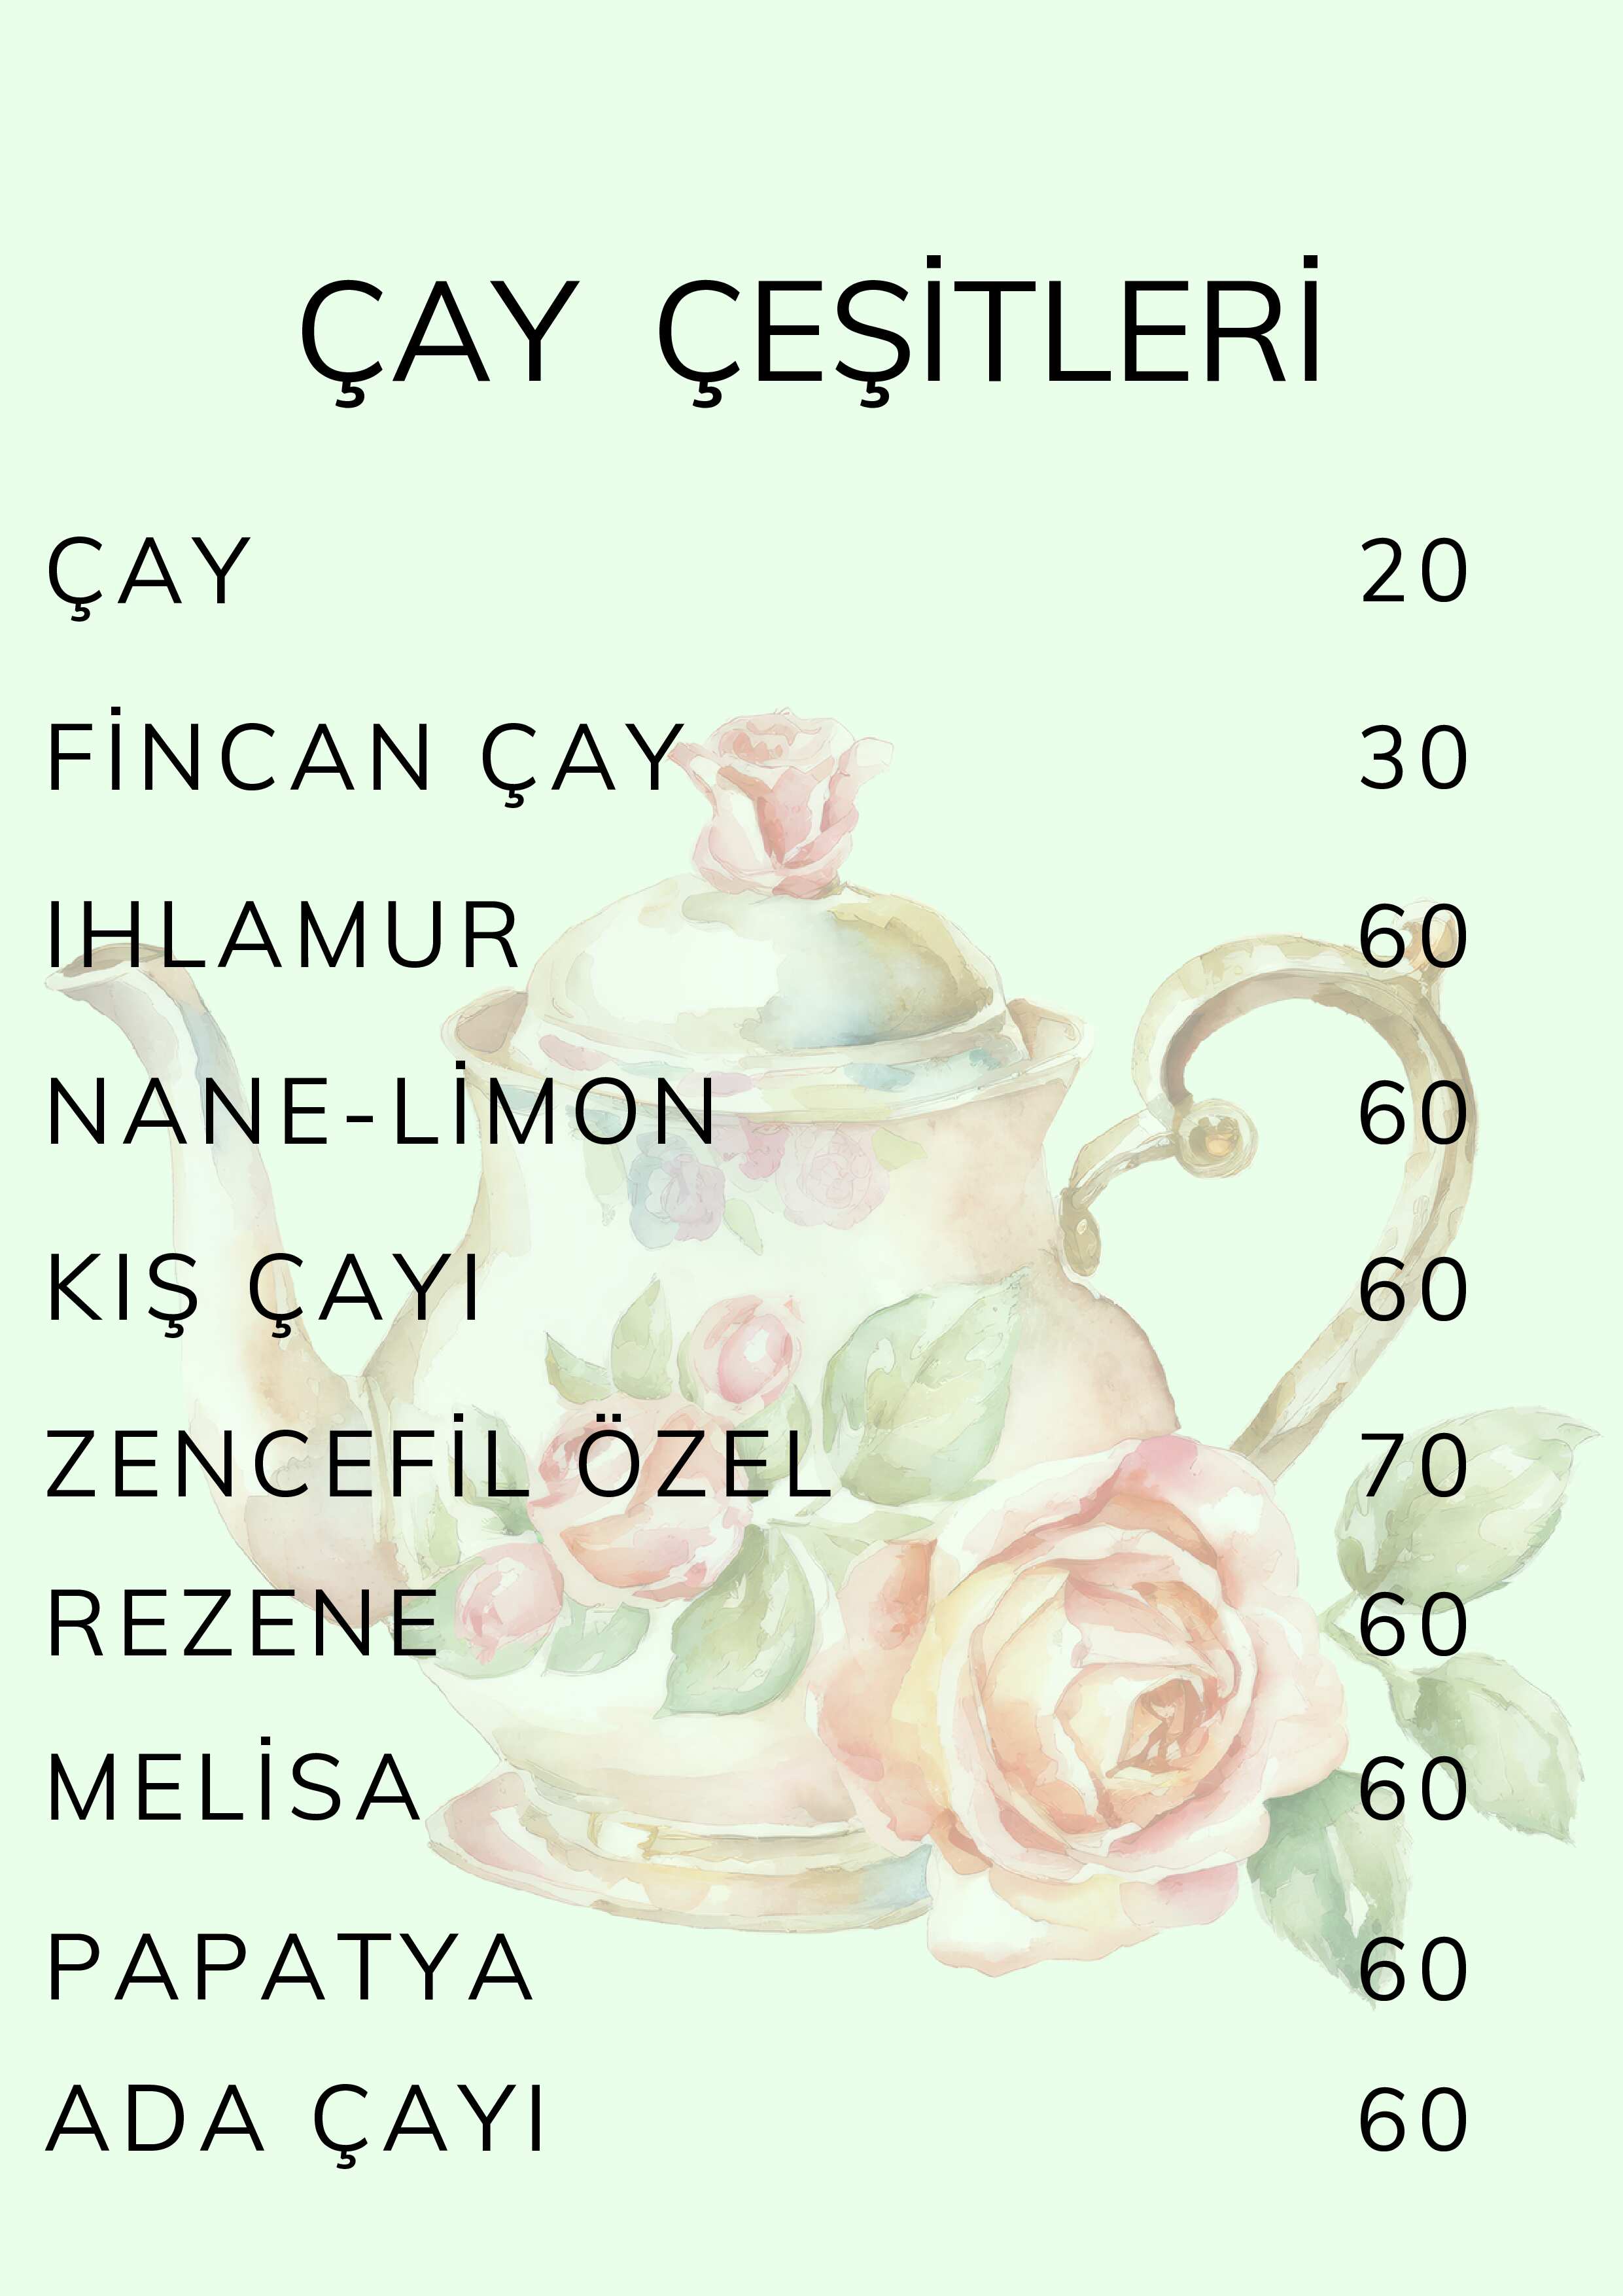 ÇAY ÇEŞİTLERİ
ÇAY 20
FİNCAN ÇAY 30
IHLAMUR 60
NANE-LİMON 60
KIŞ ÇAYI 60
ZENCEFİL ÖZEL 70
REZENE 60
MELİSA 60
PAPATYA 60
ADA ÇAYI 60